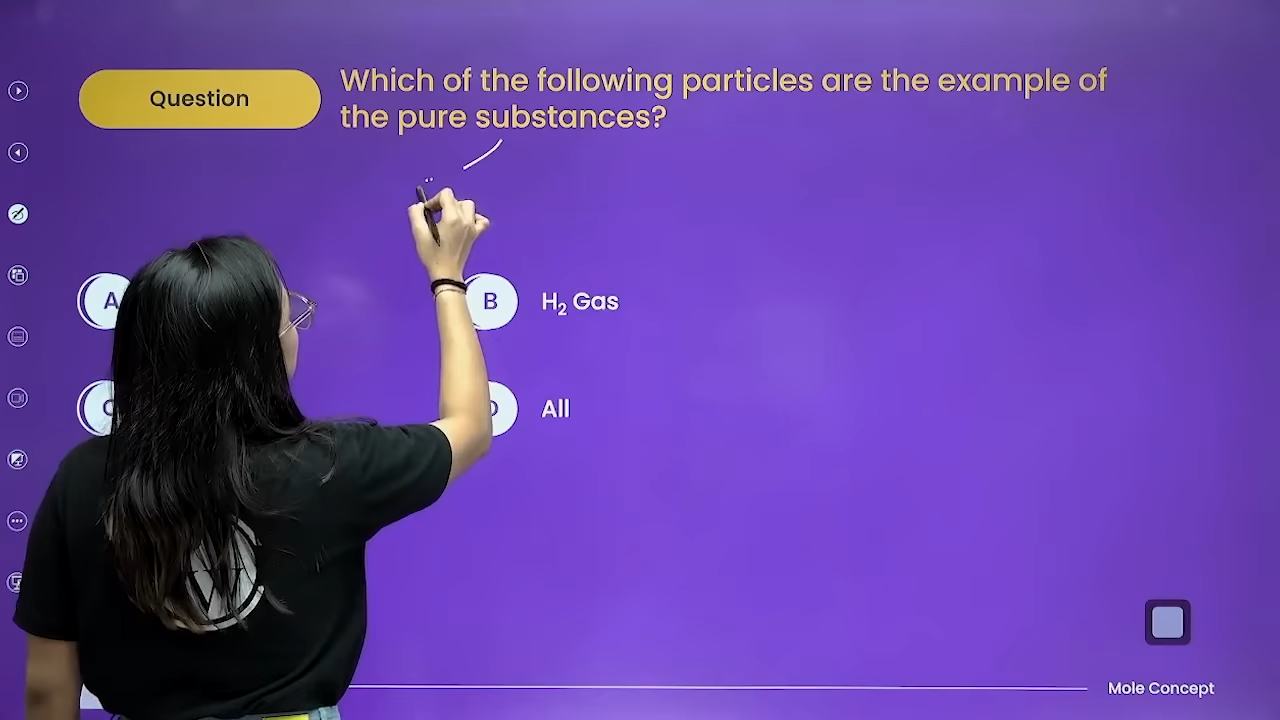 Question
Which of the following particles are the example of
the pure substances?
A
B
H₂ Gas
C
D
All
Mole Concept